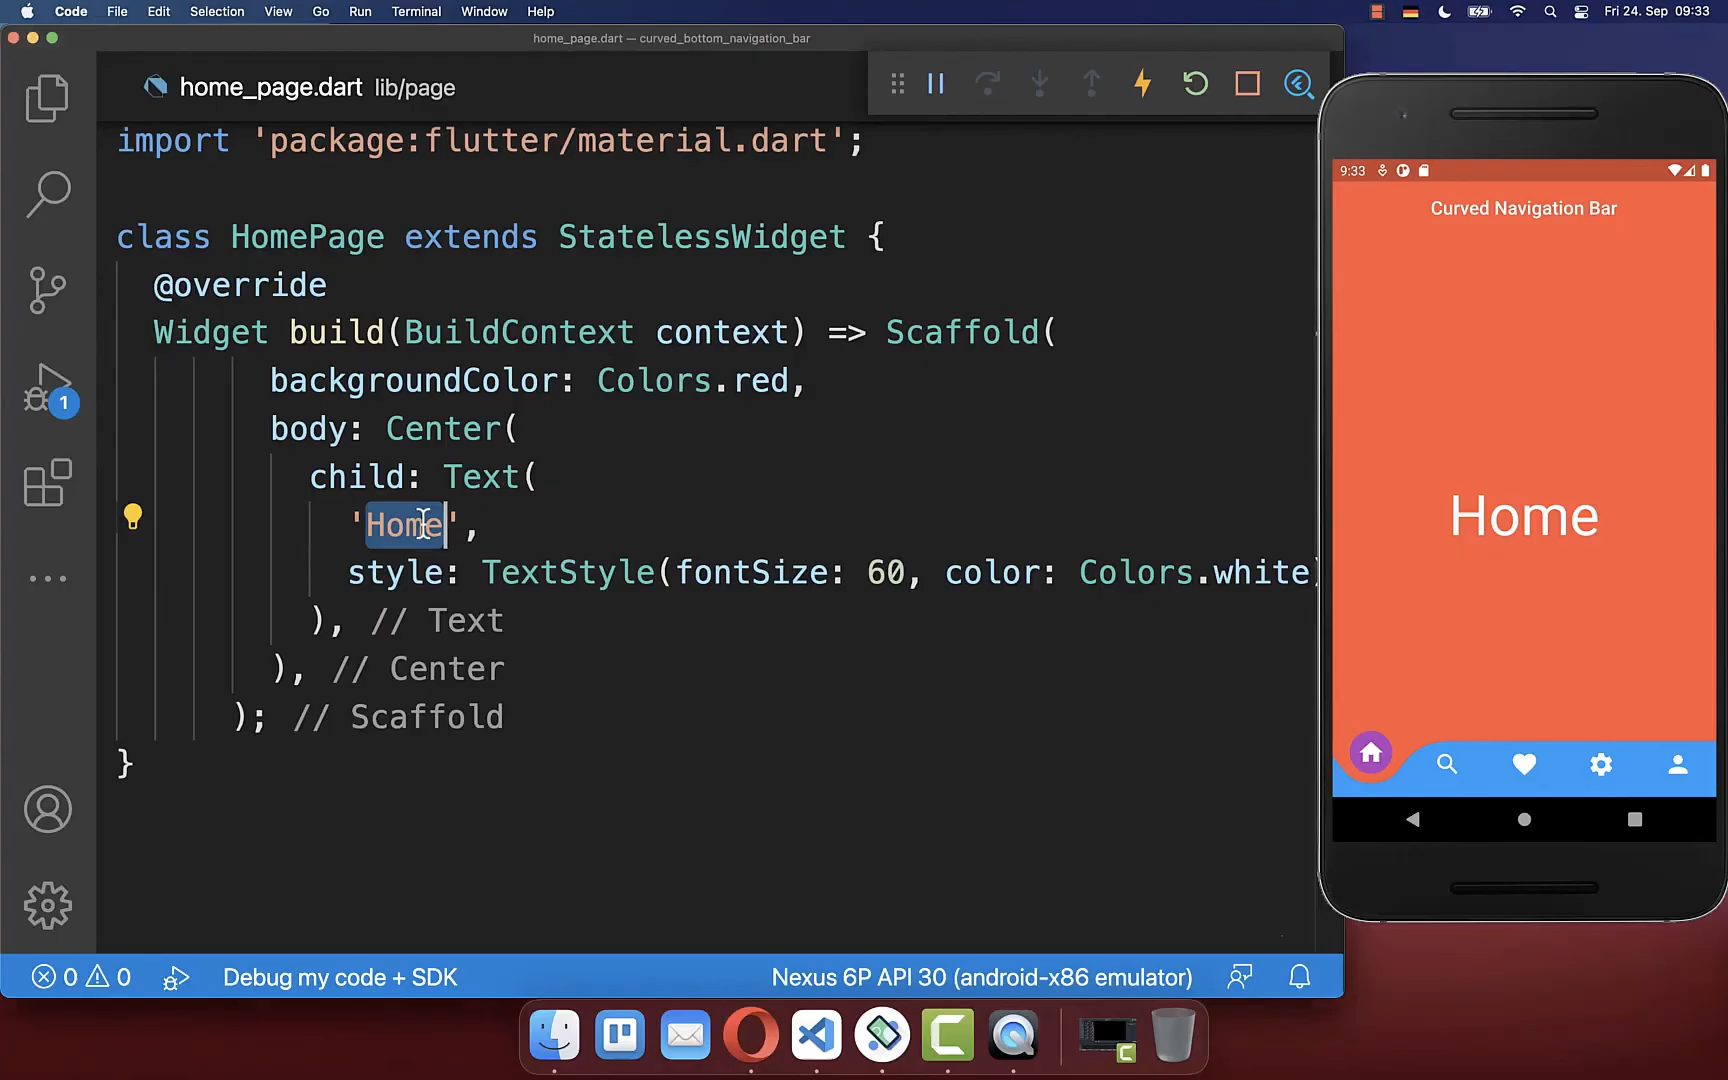 Code File Edit Selection View Go Run Terminal Window Help
Fri 24. Sep 09:33
home_page.dart — curved_bottom_navigation_bar
home_page.dart lib/page
import 'package:flutter/material.dart';
class HomePage extends StatelessWidget {
@override
Widget build(BuildContext context) => Scaffold(
backgroundColor: Colors.red,
body: Center(
child: Text(
'Home',
style: TextStyle(fontSize: 60, color: Colors.white)
), // Text
), // Center
); // Scaffold
}
1
9:33
Curved Navigation Bar
Home
0 0 Debug my code + SDK
Nexus 6P API 30 (android-x86 emulator)